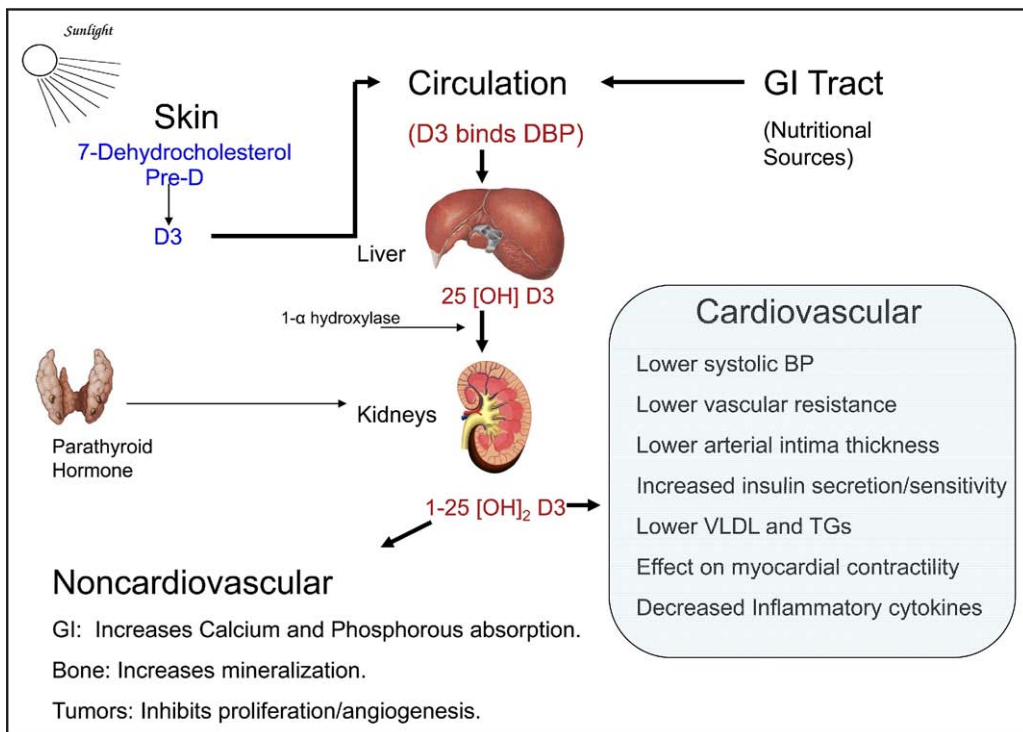 Sunlight
Skin
7-Dehydrocholesterol
Pre-D
D3
Circulation
(D3 binds DBP)
GI Tract
(Nutritional
Sources)
Liver
25 [OH] D3
1-α hydroxylase
Parathyroid
Hormone
Kidneys
1-25 [OH]₂ D3
Cardiovascular
Lower systolic BP
Lower vascular resistance
Lower arterial intima thickness
Increased insulin secretion/sensitivity
Lower VLDL and TGs
Effect on myocardial contractility
Decreased Inflammatory cytokines
Noncardiovascular
GI: Increases Calcium and Phosphorous absorption.
Bone: Increases mineralization.
Tumors: Inhibits proliferation/angiogenesis.